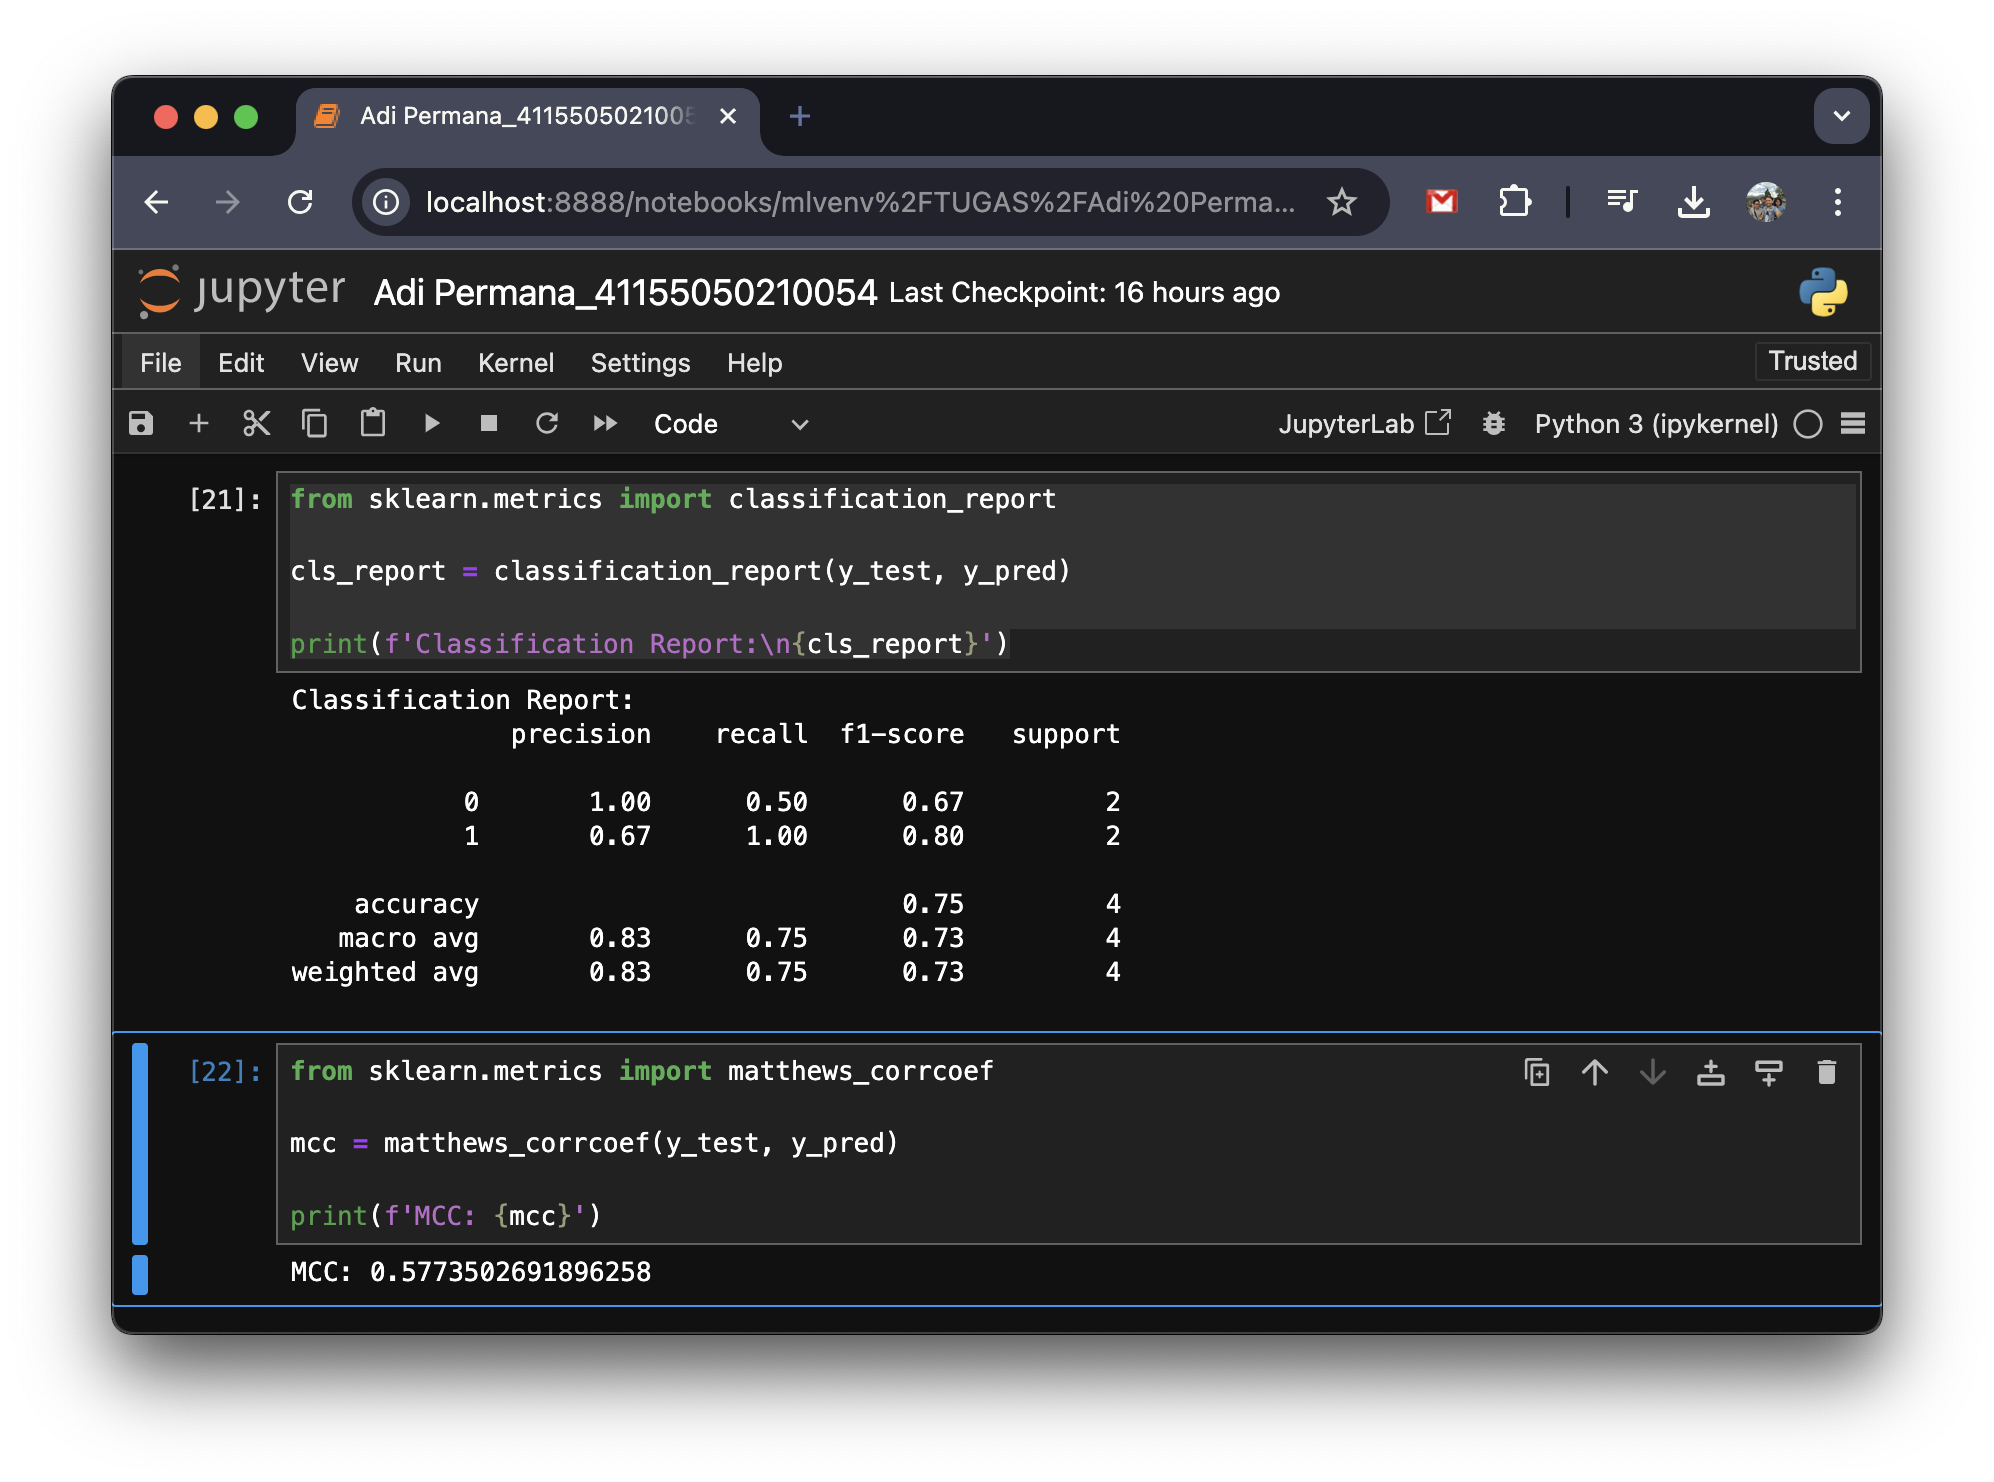 Adi Permana_41155050210054
localhost:8888/notebooks/mlvenv%2FTUGAS%2FAdi%20Perma...
jupyter Adi Permana_41155050210054 Last Checkpoint: 16 hours ago
File Edit View Run Kernel Settings Help Trusted
Code JupyterLab Python 3 (ipykernel)
[21]: from sklearn.metrics import classification_report
cls_report = classification_report(y_test, y_pred)
print(f'Classification Report:\n{cls_report}')
Classification Report:
precision recall f1-score support
0 1.00 0.50 0.67 2
1 0.67 1.00 0.80 2
accuracy 0.75 4
macro avg 0.83 0.75 0.73 4
weighted avg 0.83 0.75 0.73 4
[22]: from sklearn.metrics import matthews_corrcoef
mcc = matthews_corrcoef(y_test, y_pred)
print(f'MCC: {mcc}')
MCC: 0.5773502691896258